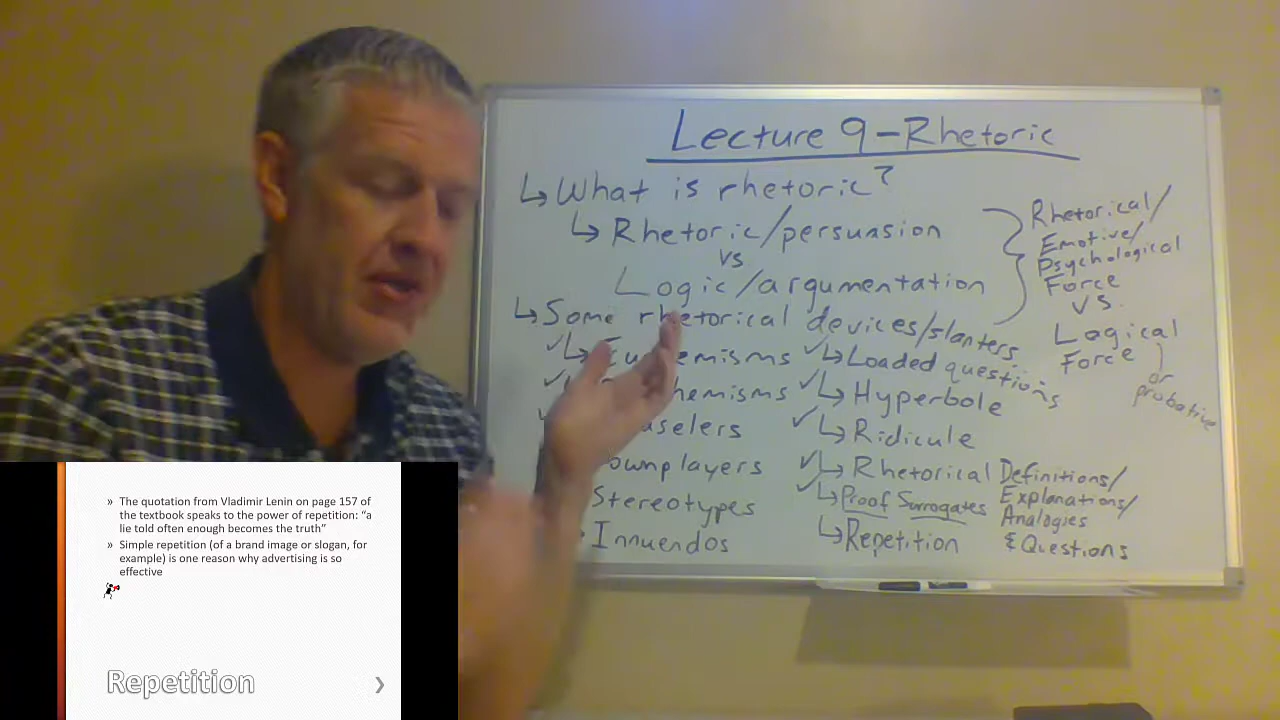 Lecture 9 – Rhetoric
↳ What is rhetoric?
↳ Rhetoric/persuasion
vs
Logic/argumentation
Rhetorical/
Emotive/
Psychological
Force
vs.
Logical
Force
or
probative
↳ Some rhetorical devices/slanters
✓ ↳ Loaded questions
✓ ↳ Hyperbole
✓ ↳ Ridicule
✓ ↳ Rhetorical Definitions/
Explanations/
Analogies
& Questions
✓ ↳ Proof Surrogates
↳ Repetition
Stereotypes
Innuendos
» The quotation from Vladimir Lenin on page 157 of
the textbook speaks to the power of repetition: “a
lie told often enough becomes the truth”
» Simple repetition (of a brand image or slogan, for
example) is one reason why advertising is so
effective
Repetition